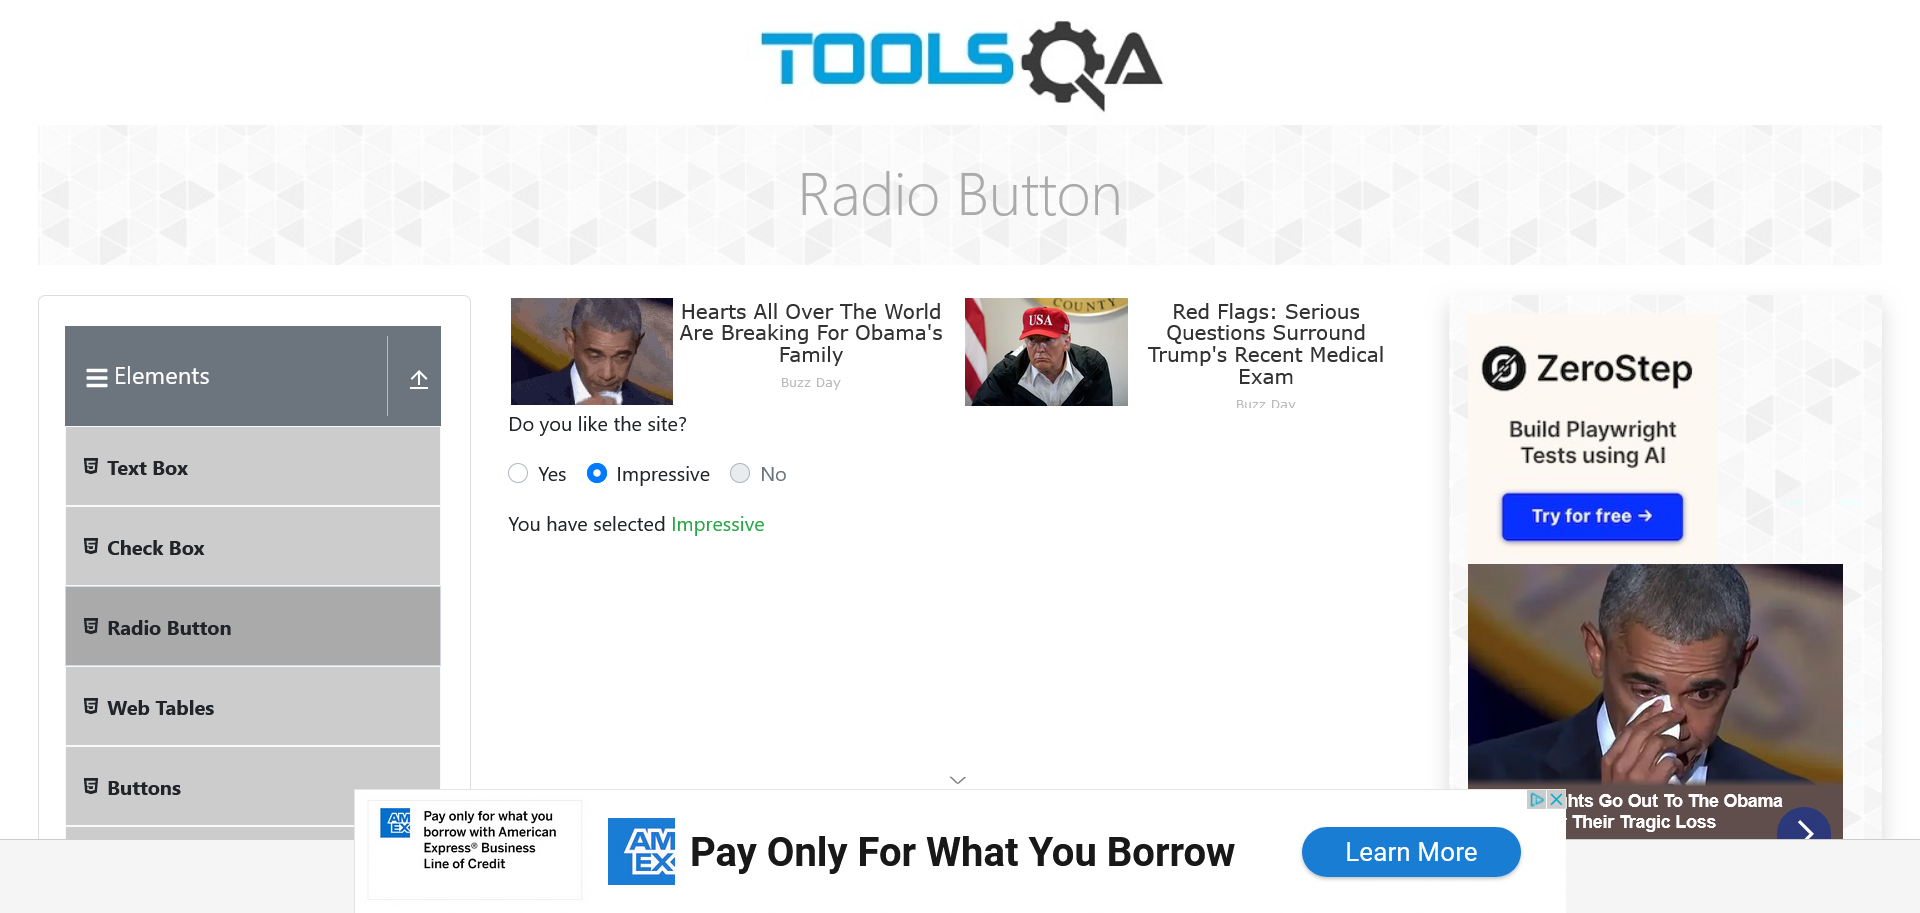 TOOLSQA
Radio Button
Elements
Text Box
Check Box
Radio Button
Web Tables
Buttons
Hearts All Over The World
Are Breaking For Obama's
Family
Buzz Day
COUNTY
USA
Red Flags: Serious
Questions Surround
Trump's Recent Medical
Exam
Buzz Day
Do you like the site?
Yes Impressive No
You have selected Impressive
ZeroStep
Build Playwright
Tests using AI
Try for free →
hts Go Out To The Obama
Their Tragic Loss
AM
EX
Pay only for what you
borrow with American
Express® Business
Line of Credit
AM
EX
Pay Only For What You Borrow
Learn More